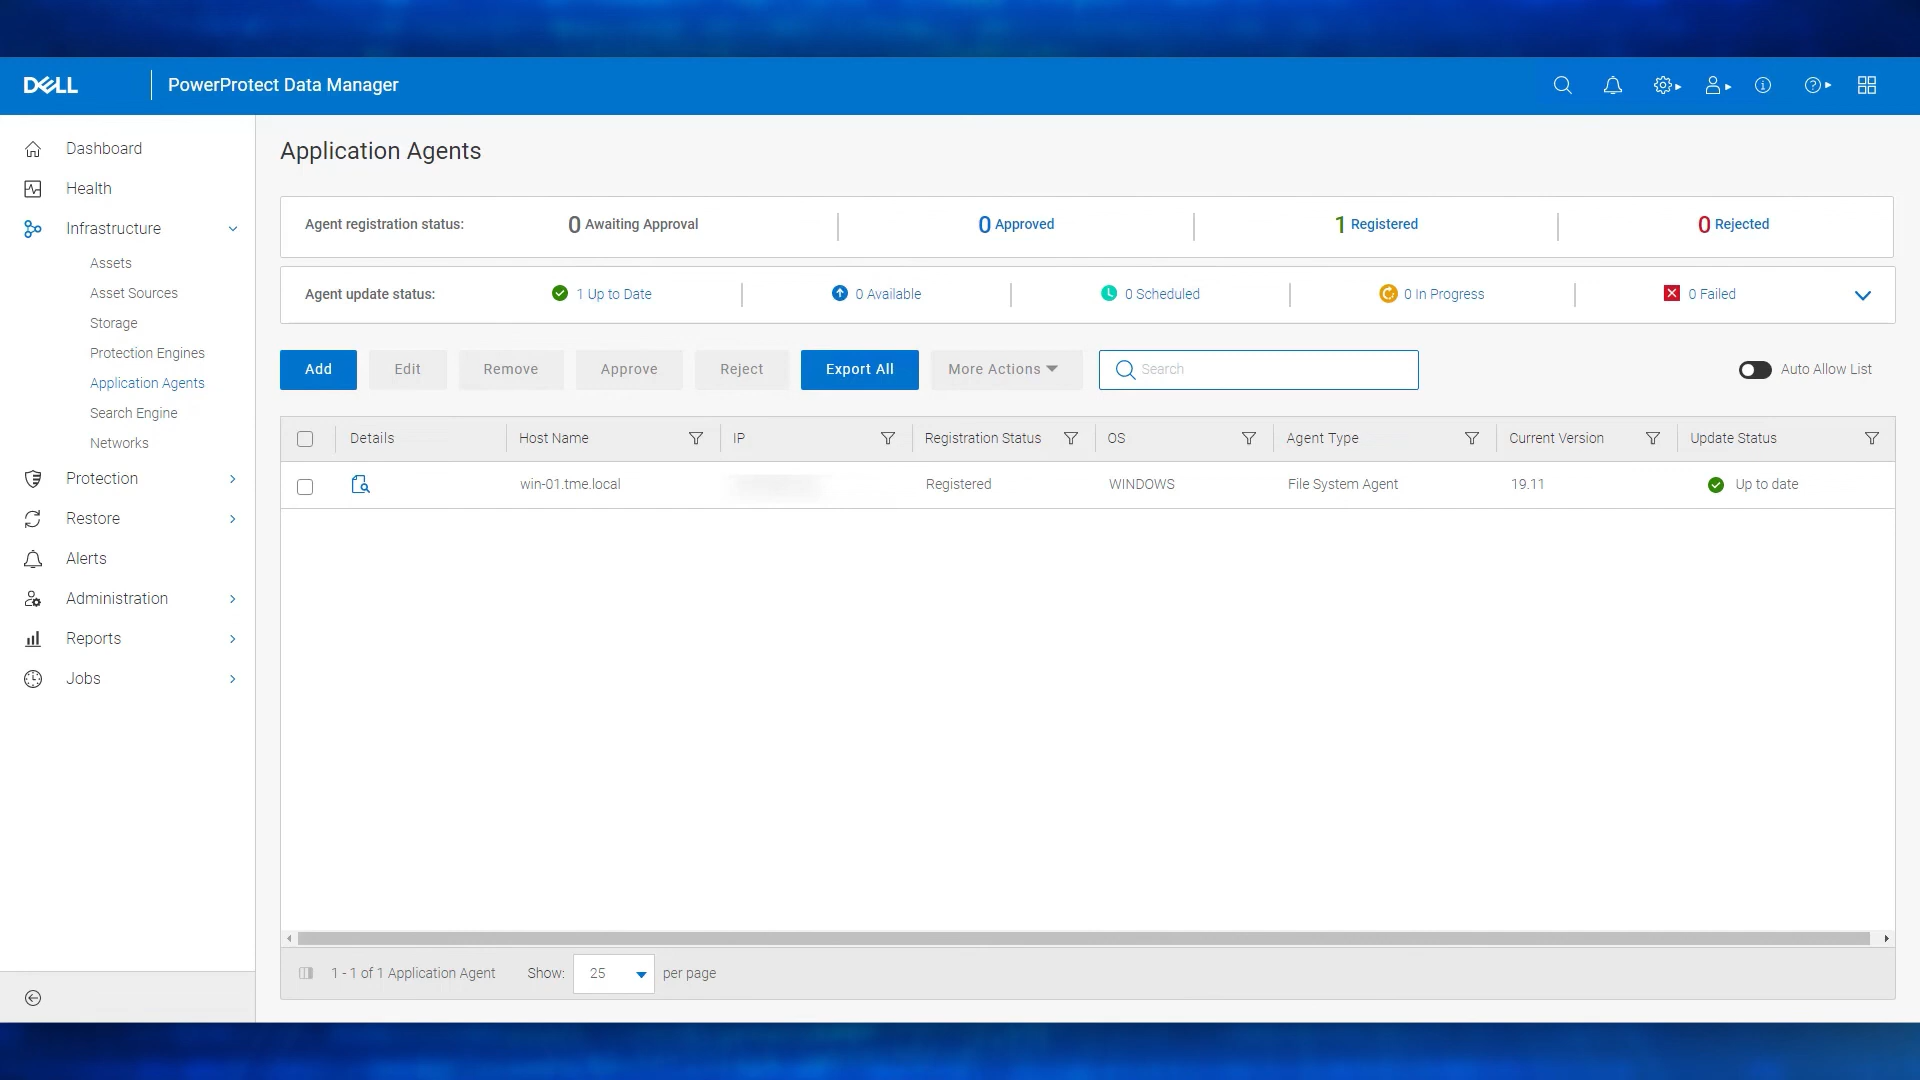 DELL
PowerProtect Data Manager
Dashboard
Health
Infrastructure
Assets
Asset Sources
Storage
Protection Engines
Application Agents
Search Engine
Networks
Protection
Restore
Alerts
Administration
Reports
Jobs
Application Agents
Agent registration status: 0 Awaiting Approval 0 Approved 1 Registered 0 Rejected
Agent update status: 1 Up to Date 0 Available 0 Scheduled 0 In Progress 0 Failed
Add Edit Remove Approve Reject Export All More Actions Search Auto Allow List
Details Host Name IP Registration Status OS Agent Type Current Version Update Status
win-01.tme.local Registered WINDOWS File System Agent 19.11 Up to date
1 - 1 of 1 Application Agent Show: 25 per page